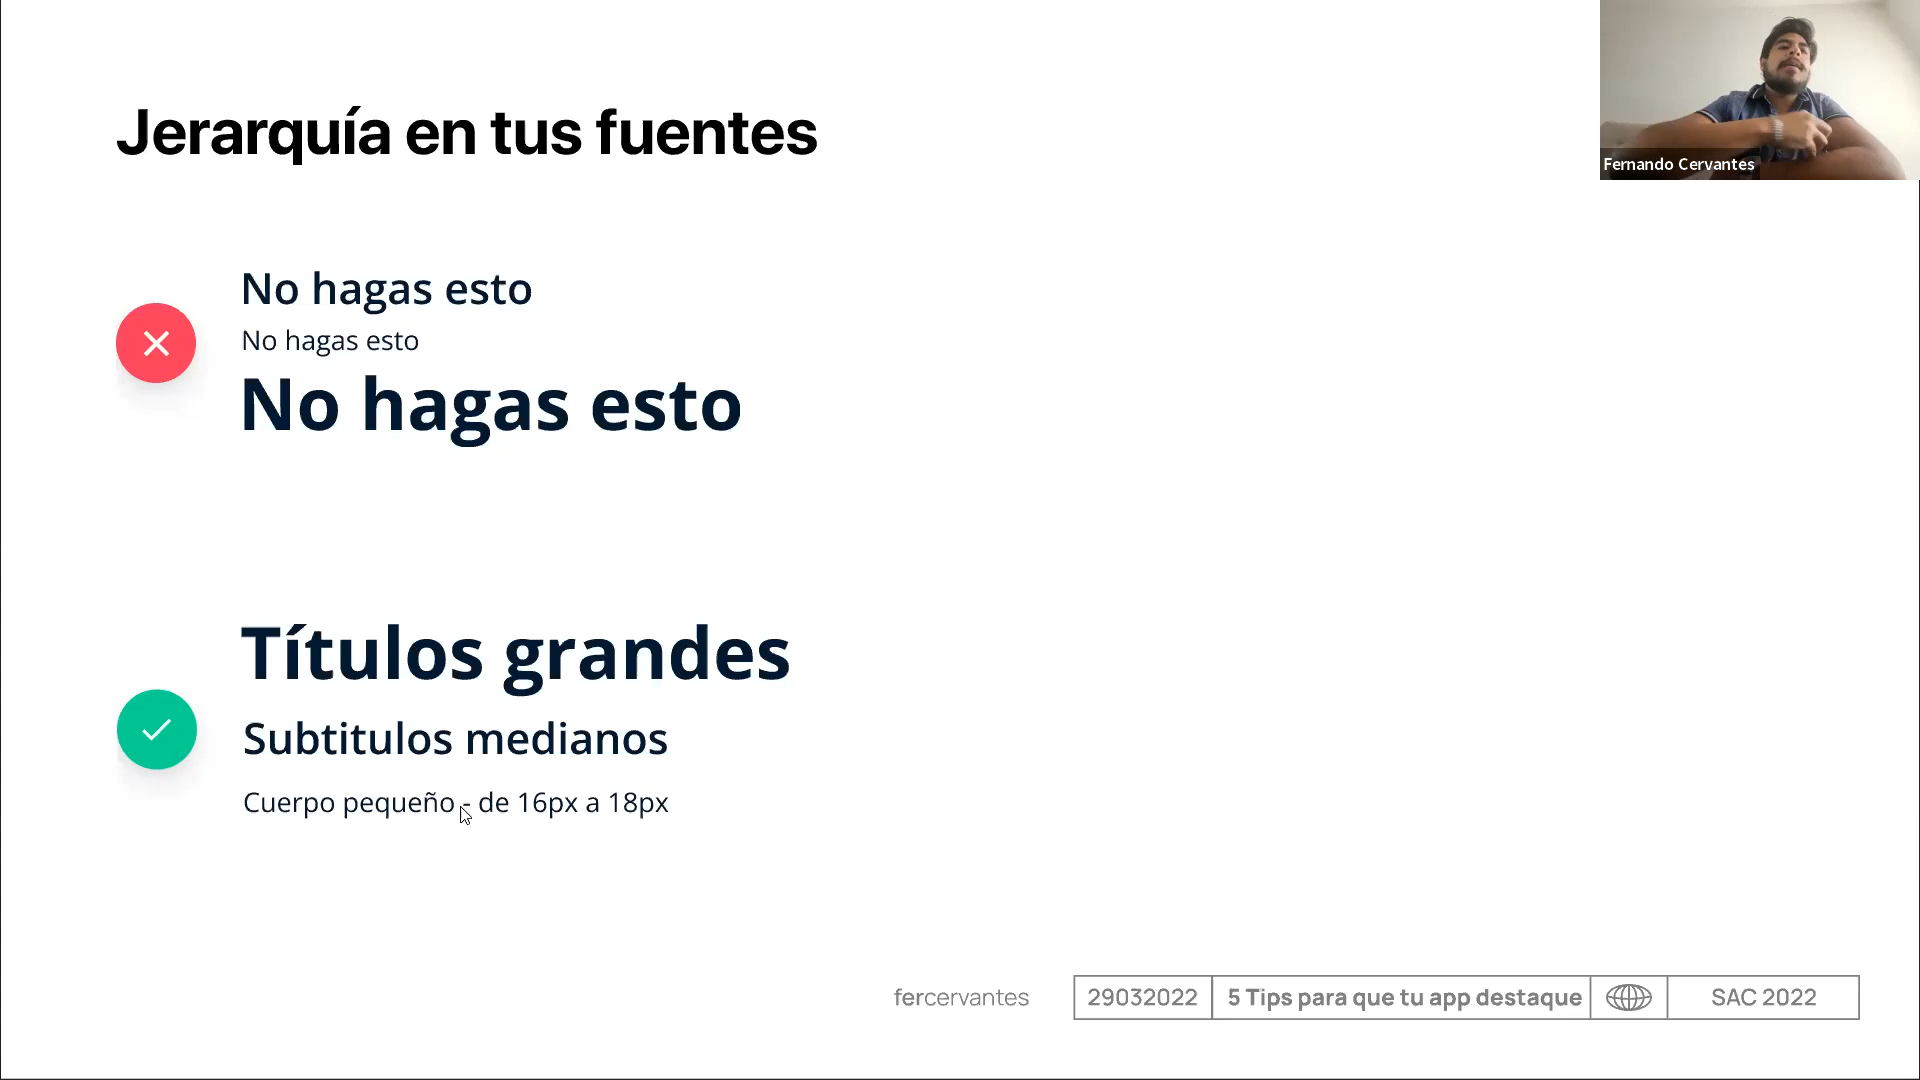 Jerarquía en tus fuentes
Fernando Cervantes
No hagas esto
No hagas esto
No hagas esto
Títulos grandes
Subtitulos medianos
Cuerpo pequeño - de 16px a 18px
fercervantes
29032022
5 Tips para que tu app destaque
SAC 2022